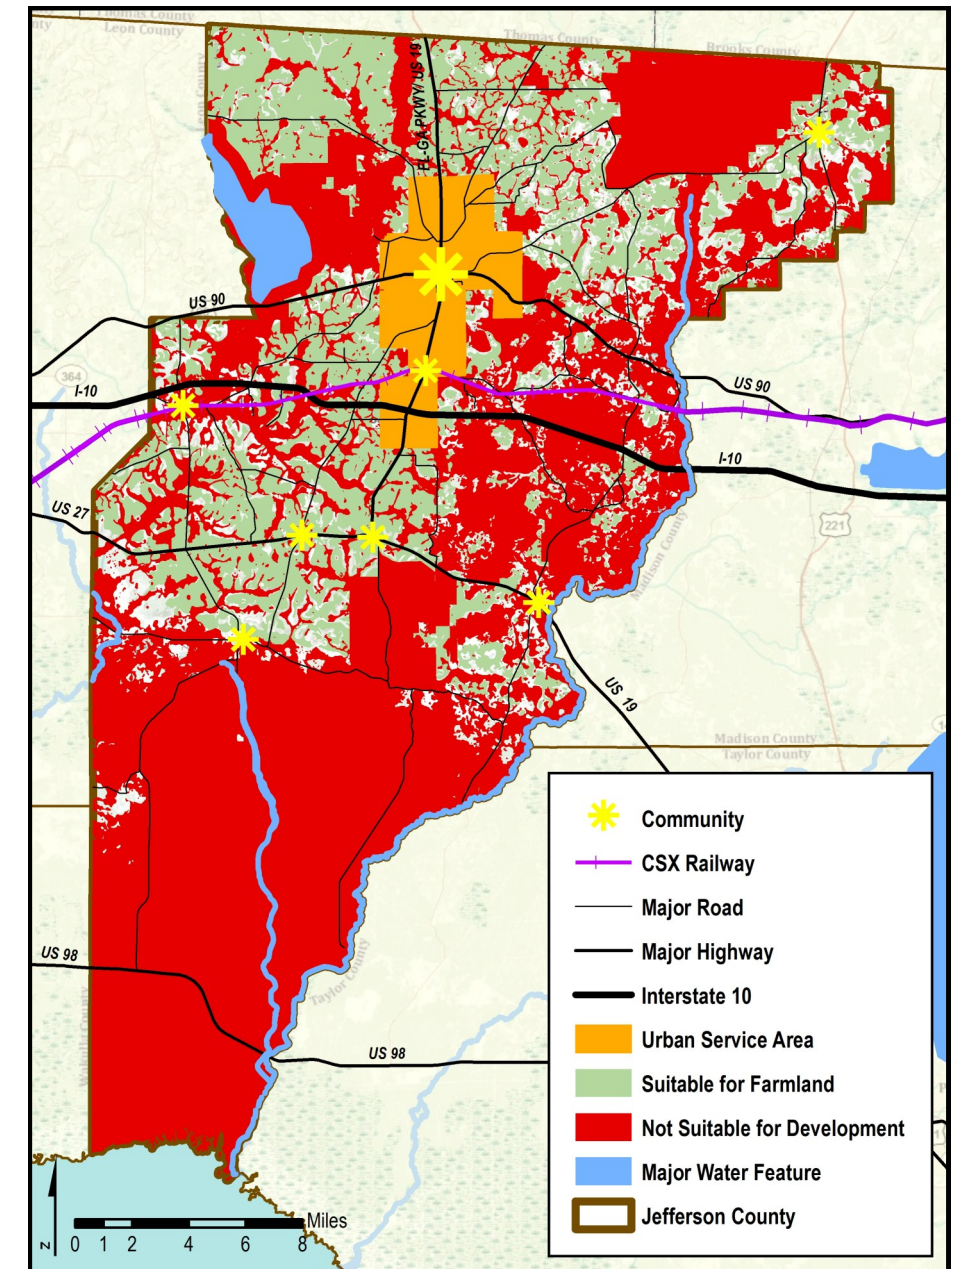 Thomas County
Leon County
Thomas County
Brooks County
FL-GA PKWY/ US 19
US 90
364
I-10
US 90
I-10
US 27
221
Madison County
US 19
Madison County
Taylor County
Community
CSX Railway
Major Road
Major Highway
Interstate 10
Urban Service Area
Suitable for Farmland
Not Suitable for Development
Major Water Feature
Jefferson County
US 98
Taylor County
US 98
Miles
0 1 2 4 6 8
N